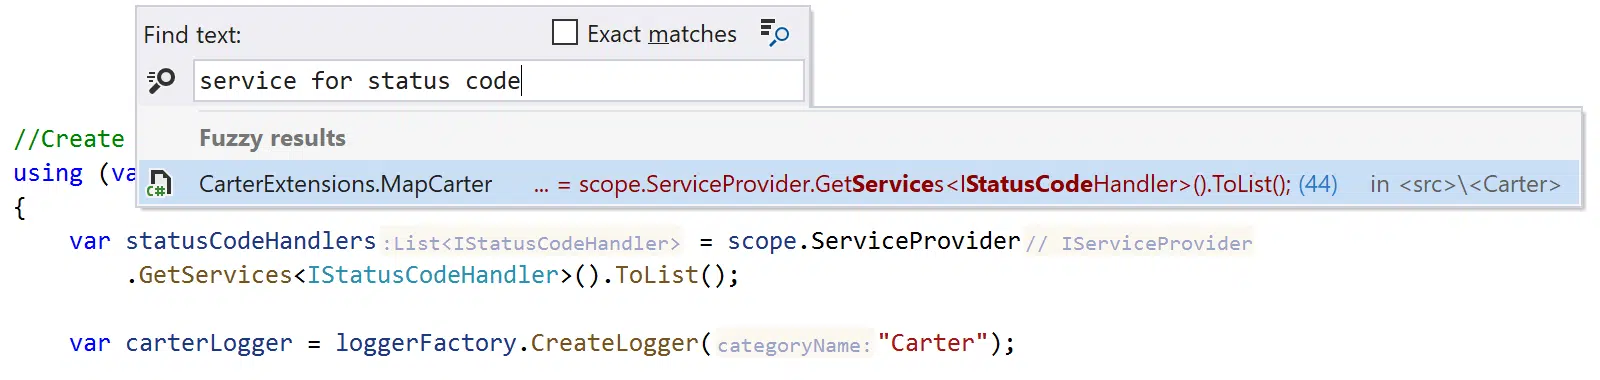 Find text: Exact matches
service for status code
Fuzzy results
C# CarterExtensions.MapCarter ... = scope.ServiceProvider.GetServices<IStatusCodeHandler>().ToList(); (44) in <src>\<Carter>
//Create
using (va
{
var statusCodeHandlers :List<IStatusCodeHandler> = scope.ServiceProvider // IServiceProvider
.GetServices<IStatusCodeHandler>().ToList();
var carterLogger = loggerFactory.CreateLogger( categoryName: "Carter");